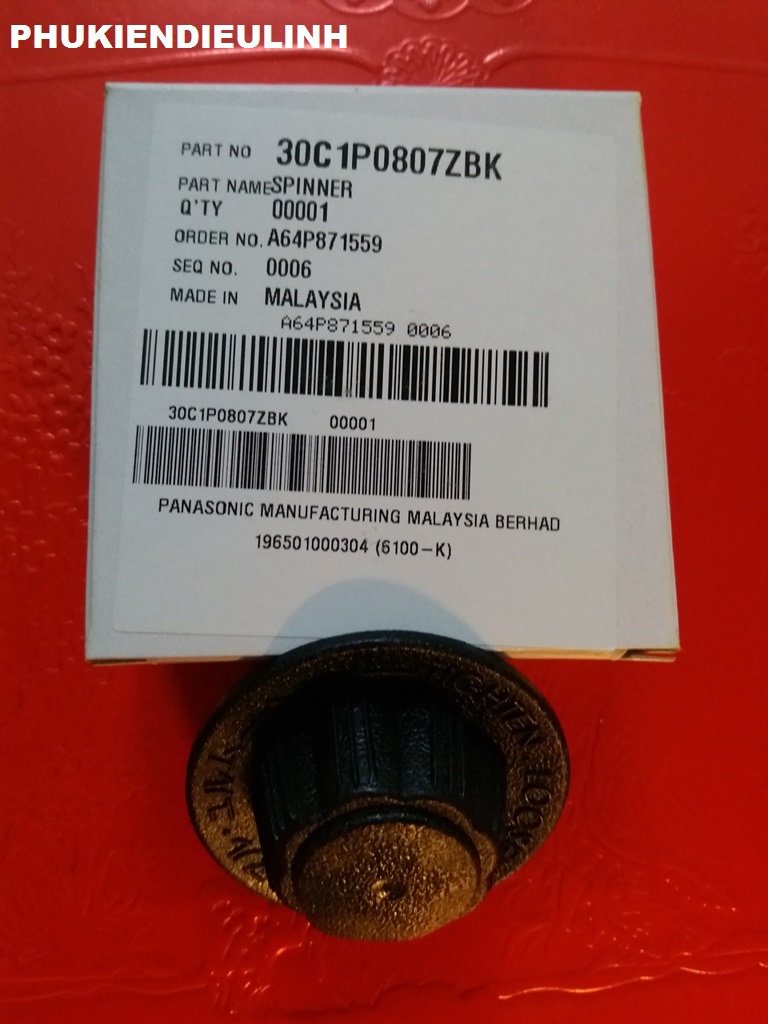 PHUKIENDIEULINH
PART NO 30C1P0807ZBK
PART NAME SPINNER
Q'TY 00001
ORDER NO. A64P871559
SEQ NO. 0006
MADE IN MALAYSIA
A64P871559 0006
30C1P0807ZBK 00001
PANASONIC MANUFACTURING MALAYSIA BERHAD
196501000304 (6100-K)
TIGHTEN